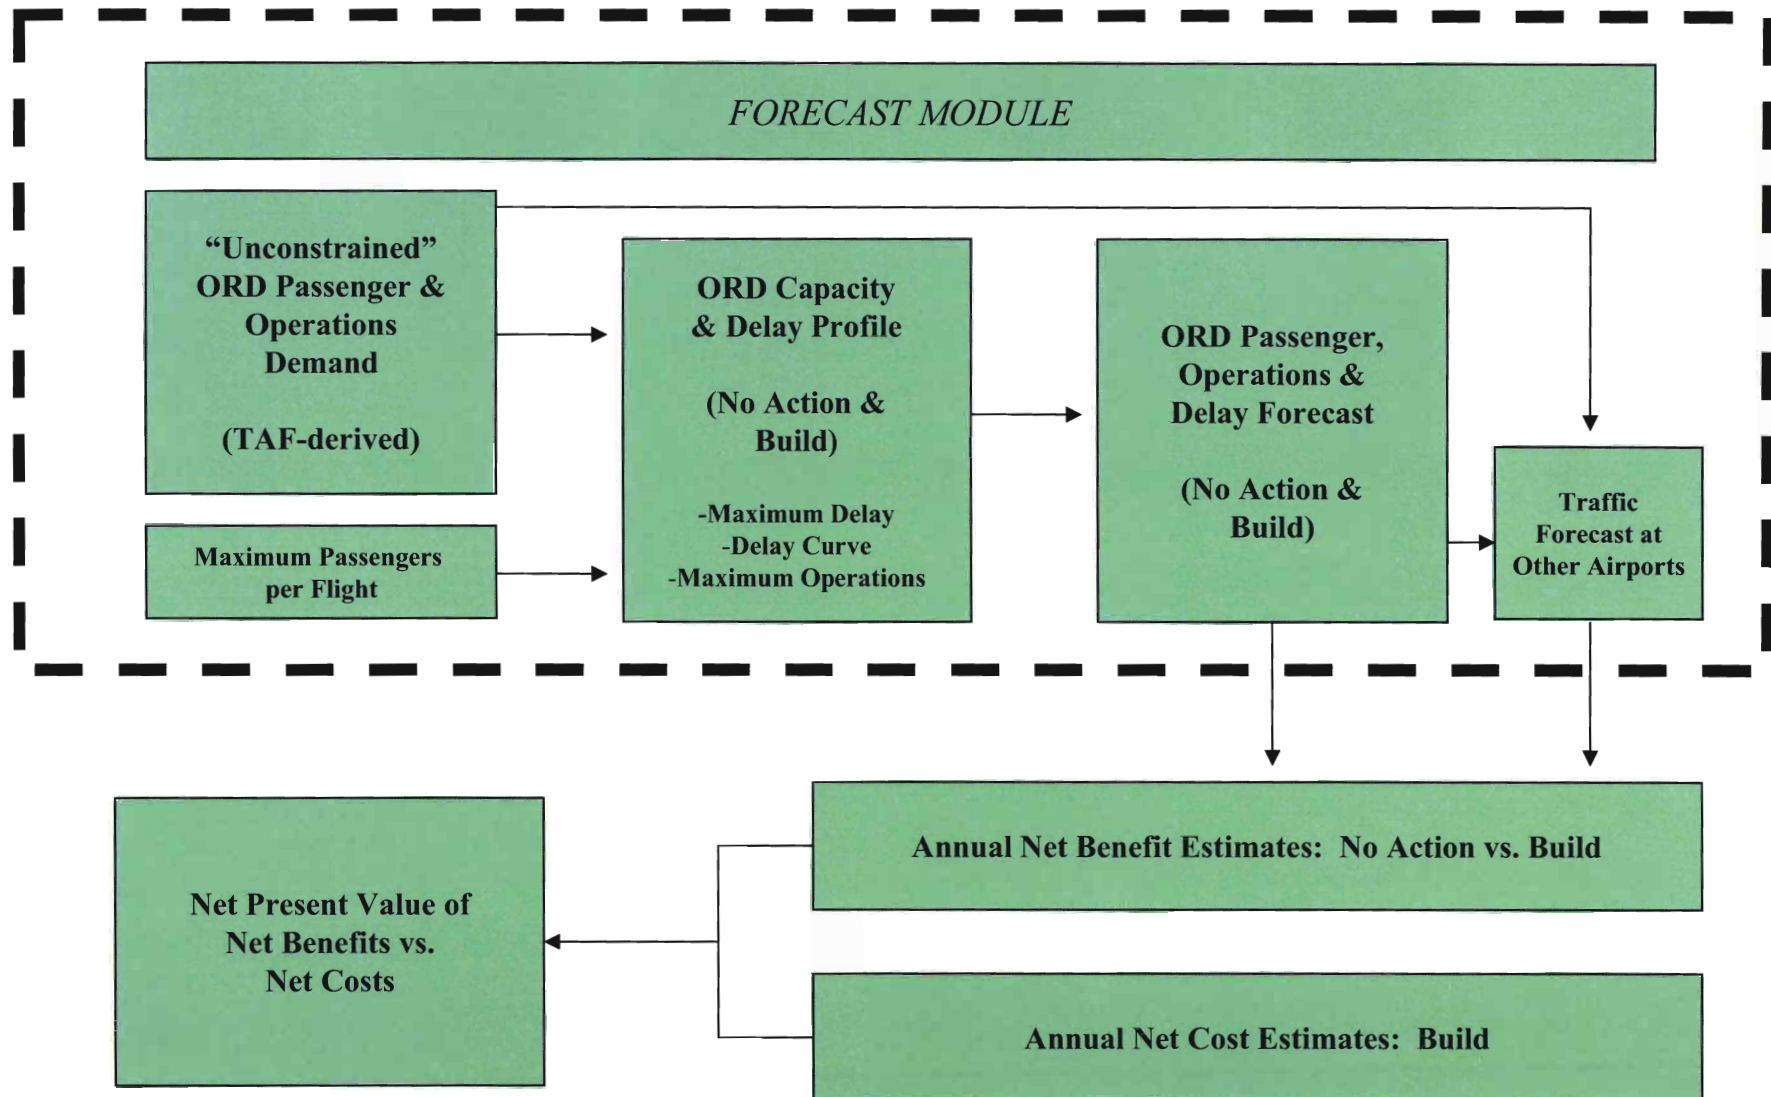 FORECAST MODULE
“Unconstrained”
ORD Passenger &
Operations
Demand
(TAF-derived)
Maximum Passengers
per Flight
ORD Capacity
& Delay Profile
(No Action &
Build)
-Maximum Delay
-Delay Curve
-Maximum Operations
ORD Passenger,
Operations &
Delay Forecast
(No Action &
Build)
Traffic
Forecast at
Other Airports
Annual Net Benefit Estimates:  No Action vs. Build
Net Present Value of
Net Benefits vs.
Net Costs
Annual Net Cost Estimates:  Build